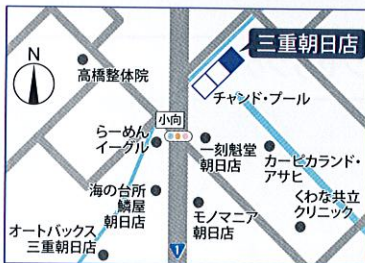 N
高橋整体院
三重朝日店
チャンド・プール
小向
らーめん
イーグル
一刻魁堂
朝日店
カーピカランド・
アサヒ
海の台所
鱗屋
朝日店
モノマニア
朝日店
くわな共立
クリニック
オートバックス
三重朝日店
1